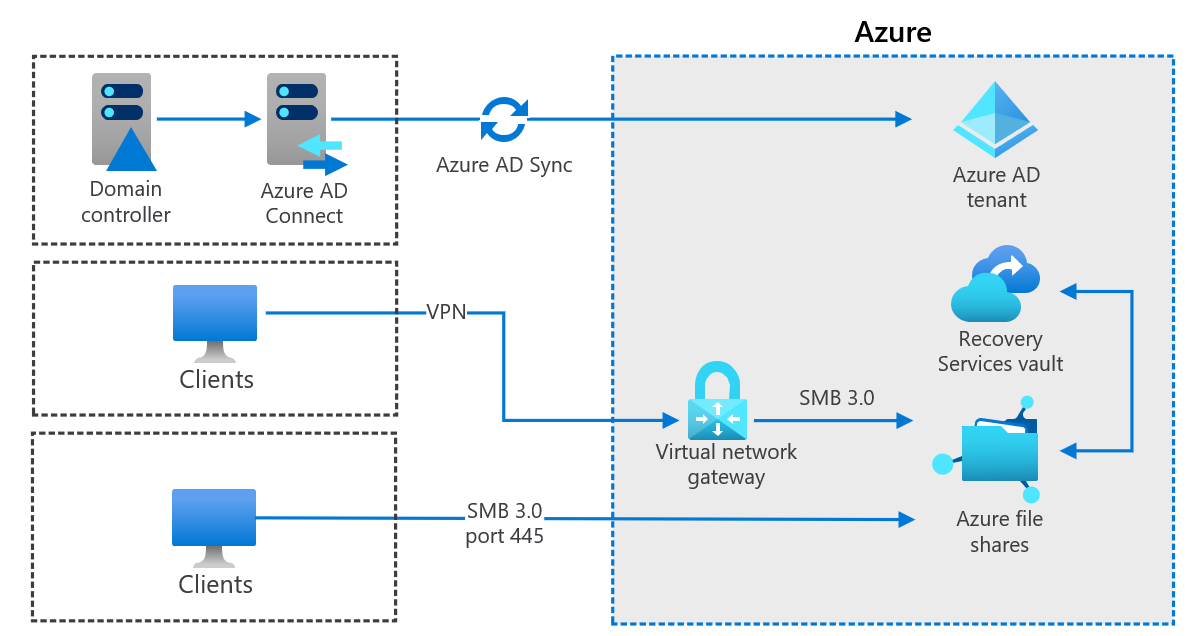 Azure
Domain
controller
Azure AD
Connect
Azure AD Sync
Azure AD
tenant
Clients
VPN
Recovery
Services vault
Virtual network
gateway
SMB 3.0
Clients
SMB 3.0
port 445
Azure file
shares